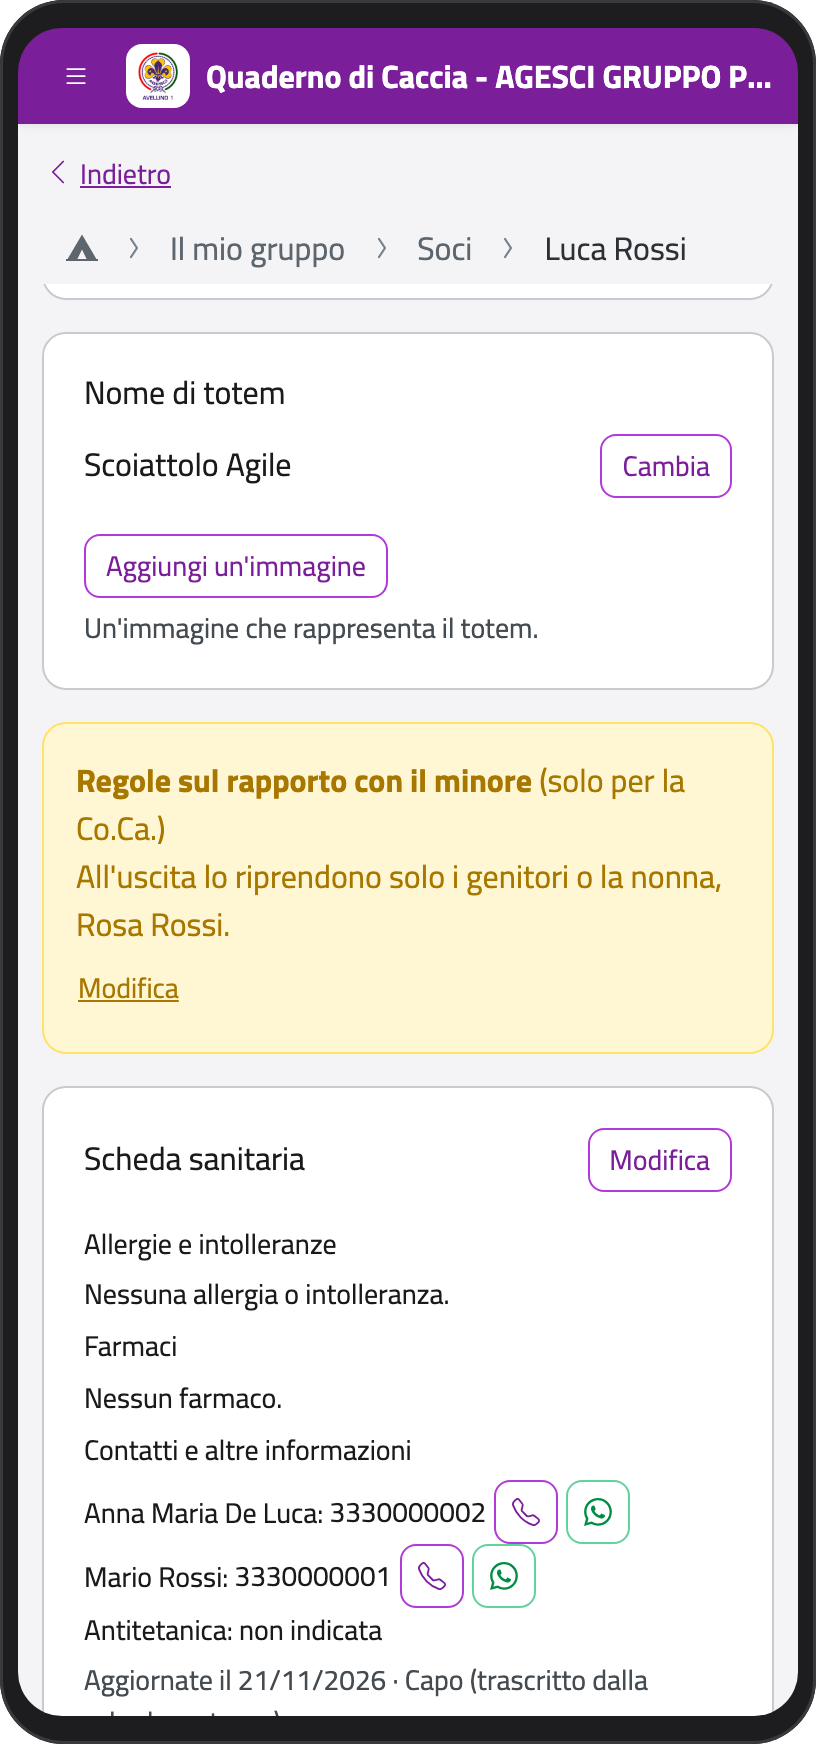 AVELLINO 1
Quaderno di Caccia - AGESCI GRUPPO P...
Indietro
Il mio gruppo
Soci
Luca Rossi
Nome di totem
Scoiattolo Agile
Cambia
Aggiungi un'immagine
Un'immagine che rappresenta il totem.
Regole sul rapporto con il minore (solo per la
Co.Ca.)
All'uscita lo riprendono solo i genitori o la nonna,
Rosa Rossi.
Modifica
Scheda sanitaria
Modifica
Allergie e intolleranze
Nessuna allergia o intolleranza.
Farmaci
Nessun farmaco.
Contatti e altre informazioni
Anna Maria De Luca: 3330000002
Mario Rossi: 3330000001
Antitetanica: non indicata
Aggiornate il 21/11/2026 · Capo (trascritto dalla